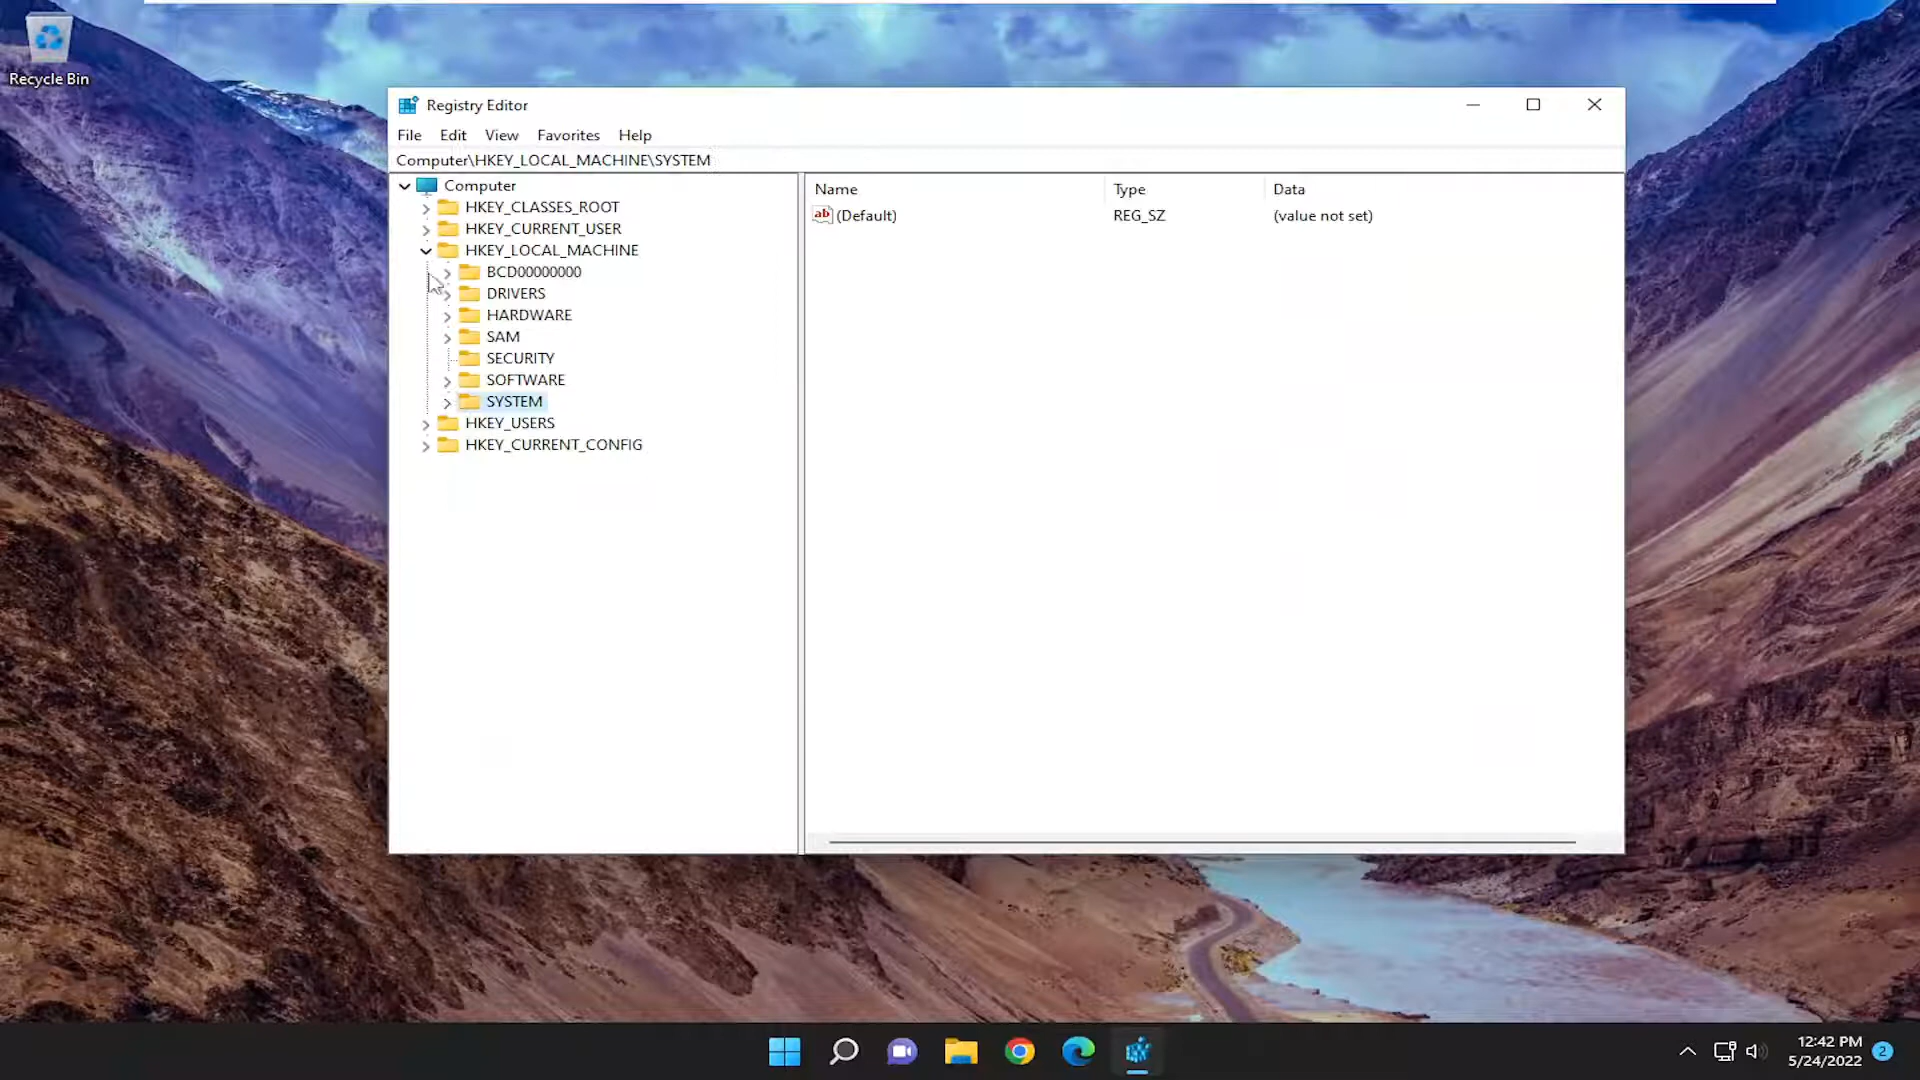 Recycle Bin
Registry Editor
File Edit View Favorites Help
Computer\HKEY_LOCAL_MACHINE\SYSTEM
Computer
HKEY_CLASSES_ROOT
HKEY_CURRENT_USER
HKEY_LOCAL_MACHINE
BCD00000000
DRIVERS
HARDWARE
SAM
SECURITY
SOFTWARE
SYSTEM
HKEY_USERS
HKEY_CURRENT_CONFIG
Name Type Data
ab (Default) REG_SZ (value not set)
12:42 PM
5/24/2022
2